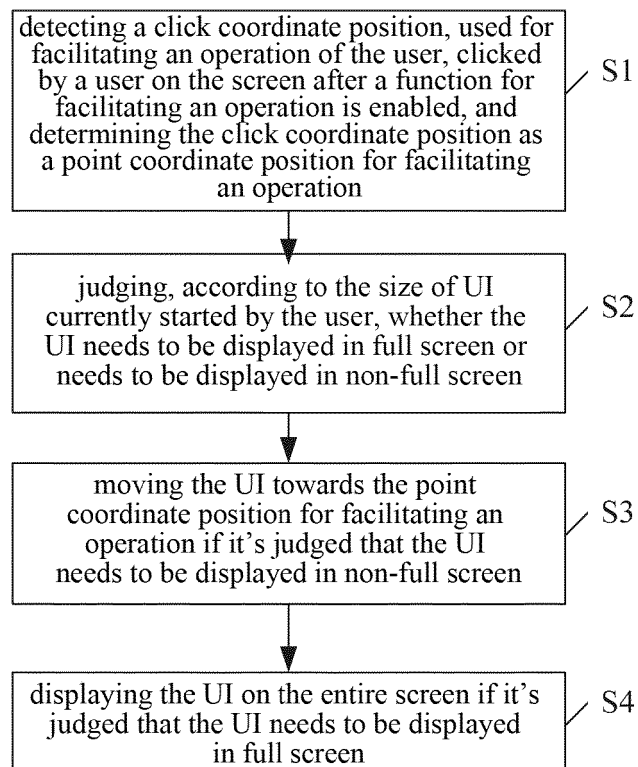 detecting a click coordinate position, used for
facilitating an operation of the user, clicked
by a user on the screen after a function for
facilitating an operation is enabled, and
determining the click coordinate position as
a point coordinate position for facilitating
an operation
S1
judging, according to the size of UI
currently started by the user, whether the
UI needs to be displayed in full screen or
needs to be displayed in non-full screen
S2
moving the UI towards the point
coordinate position for facilitating an
operation if it's judged that the UI
needs to be displayed in non-full screen
S3
displaying the UI on the entire screen if it's
judged that the UI needs to be displayed
in full screen
S4